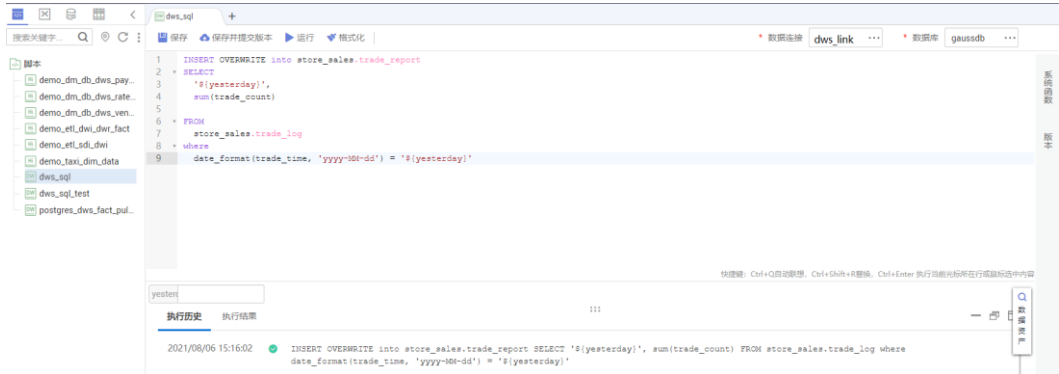 dws_sql +
搜索关键字...
保存 保存并提交版本 运行 格式化
* 数据连接 dws_link ··· * 数据库 gaussdb ···
脚本
demo_dm_db_dws_pay...
demo_dm_db_dws_rate...
demo_dm_db_dws_ven...
demo_etl_dwi_dwr_fact
demo_etl_sdi_dwi
demo_taxi_dim_data
dws_sql
dws_sql_test
postgres_dws_fact_pul...
1 INSERT OVERWRITE into store_sales.trade_report
2 SELECT
3 '${yesterday}',
4 sum(trade_count)
5
6 FROM
7 store_sales.trade_log
8 where
9 date_format(trade_time, 'yyyy-MM-dd') = '${yesterday}'
系统函数
版本
快捷键: Ctrl+Q自动联想, Ctrl+Shift+R替换, Ctrl+Enter 执行当前光标所在行或鼠标选中内容
yester
执行历史 执行结果
数据资产
2021/08/06 15:16:02 INSERT OVERWRITE into store_sales.trade_report SELECT '${yesterday}', sum(trade_count) FROM store_sales.trade_log where
date_format(trade_time, 'yyyy-MM-dd') = '${yesterday}'